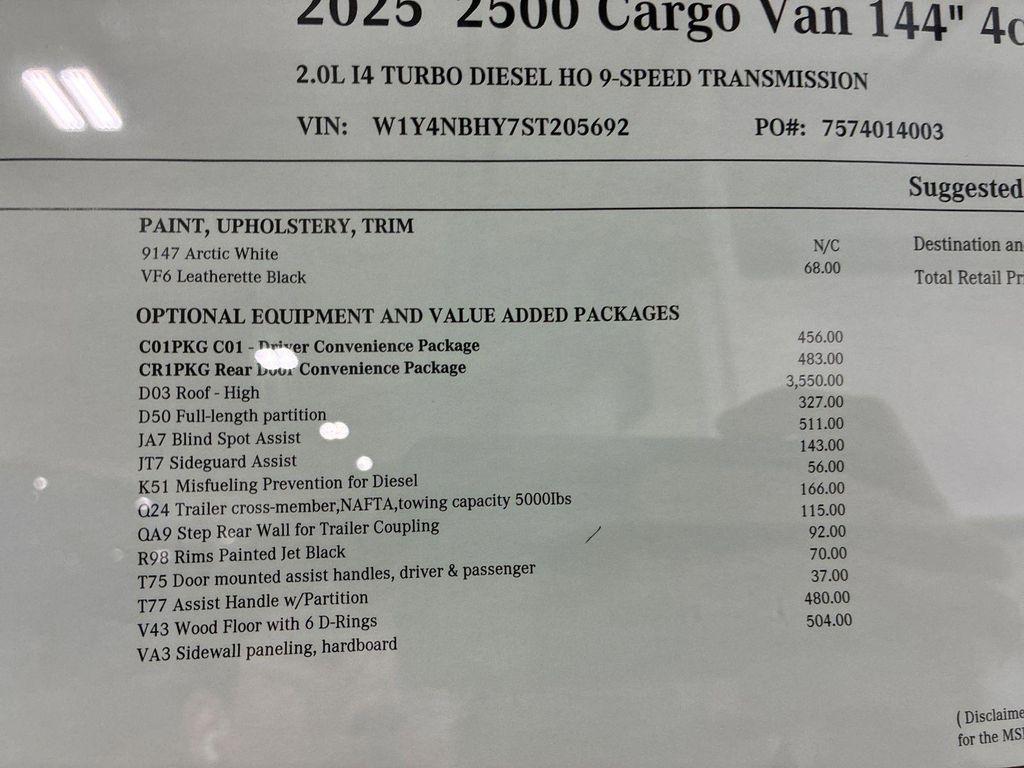 2025 2500 Cargo Van 144"
2.0L I4 TURBO DIESEL HO 9-SPEED TRANSMISSION
VIN: W1Y4NBHY7ST205692 PO#: 7574014003
Suggested
PAINT, UPHOLSTERY, TRIM
9147 Arctic White N/C Destination
VF6 Leatherette Black 68.00 Total Retail
OPTIONAL EQUIPMENT AND VALUE ADDED PACKAGES
C01PKG C01 - Driver Convenience Package 456.00
CR1PKG Rear Door Convenience Package 483.00
D03 Roof - High 3,550.00
D50 Full-length partition 327.00
JA7 Blind Spot Assist 511.00
JT7 Sideguard Assist 143.00
K51 Misfueling Prevention for Diesel 56.00
Q24 Trailer cross-member,NAFTA,towing capacity 5000Ibs 166.00
QA9 Step Rear Wall for Trailer Coupling 115.00
R98 Rims Painted Jet Black 92.00
T75 Door mounted assist handles, driver & passenger 70.00
T77 Assist Handle w/Partition 37.00
V43 Wood Floor with 6 D-Rings 480.00
VA3 Sidewall paneling, hardboard 504.00
(Disclaime
for the